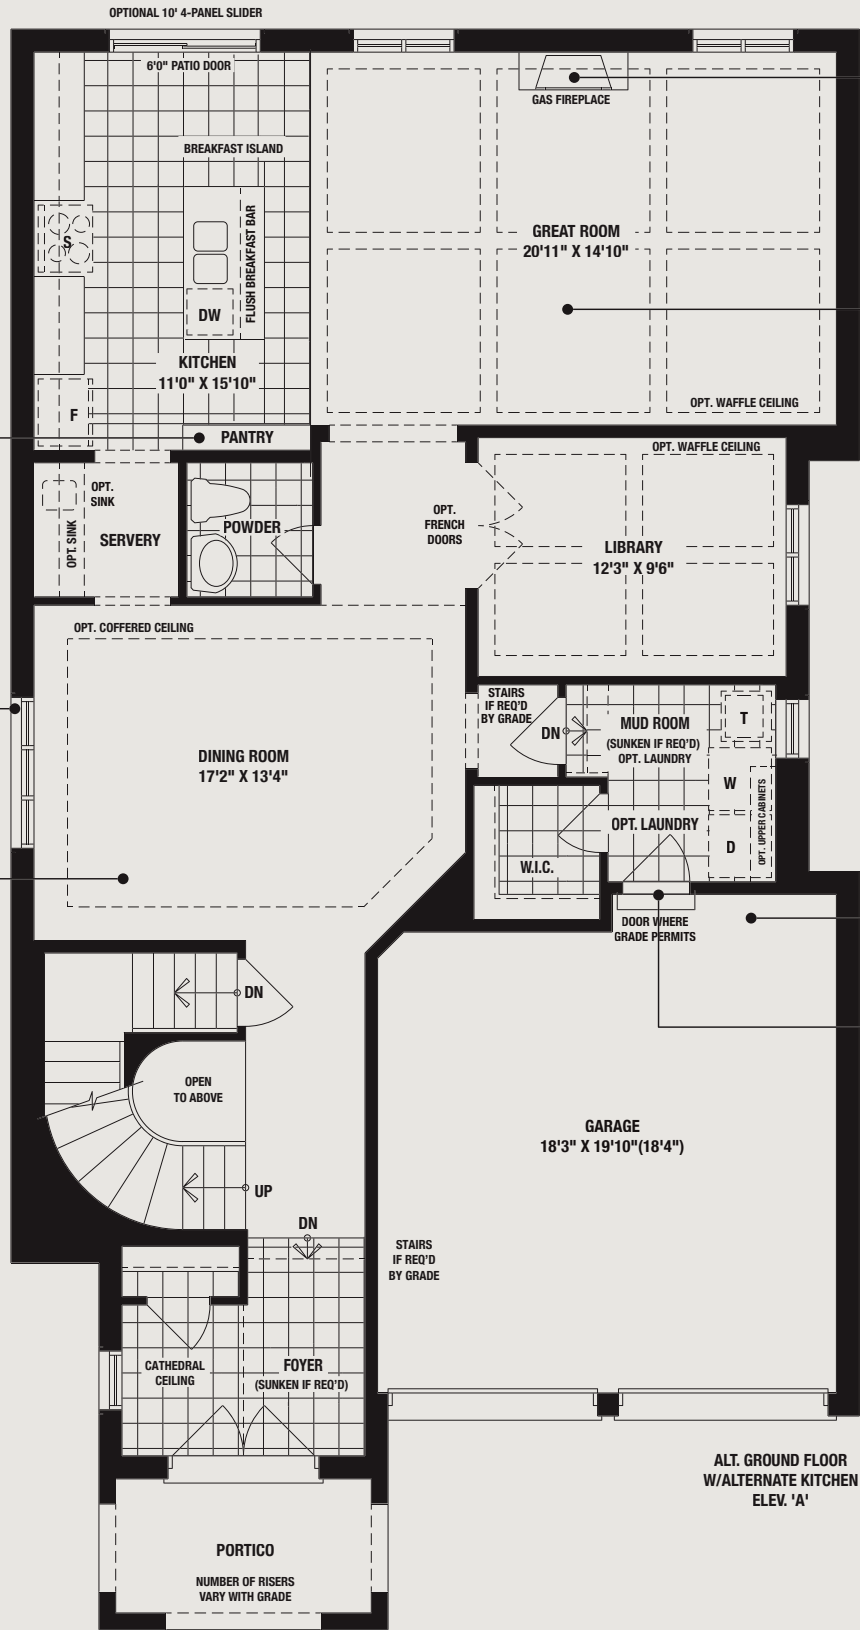 OPTIONAL 10' 4-PANEL SLIDER
6'0" PATIO DOOR
GAS FIREPLACE
BREAKFAST ISLAND
FLUSH BREAKFAST BAR
S
DW
GREAT ROOM
20'11" X 14'10"
KITCHEN
11'0" X 15'10"
F
OPT. WAFFLE CEILING
PANTRY
OPT. WAFFLE CEILING
OPT.
SINK
OPT. SINK
SERVERY
POWDER
OPT.
FRENCH
DOORS
LIBRARY
12'3" X 9'6"
OPT. COFFERED CEILING
DINING ROOM
17'2" X 13'4"
STAIRS
IF REQ'D
BY GRADE
DN
MUD ROOM
(SUNKEN IF REQ'D)
OPT. LAUNDRY
T
W
D
OPT. UPPER CABINETS
OPT. LAUNDRY
W.I.C.
DOOR WHERE
GRADE PERMITS
DN
OPEN
TO ABOVE
UP
DN
GARAGE
18'3" X 19'10"(18'4")
STAIRS
IF REQ'D
BY GRADE
CATHEDRAL
CEILING
FOYER
(SUNKEN IF REQ'D)
ALT. GROUND FLOOR
W/ALTERNATE KITCHEN
ELEV. 'A'
PORTICO
NUMBER OF RISERS
VARY WITH GRADE